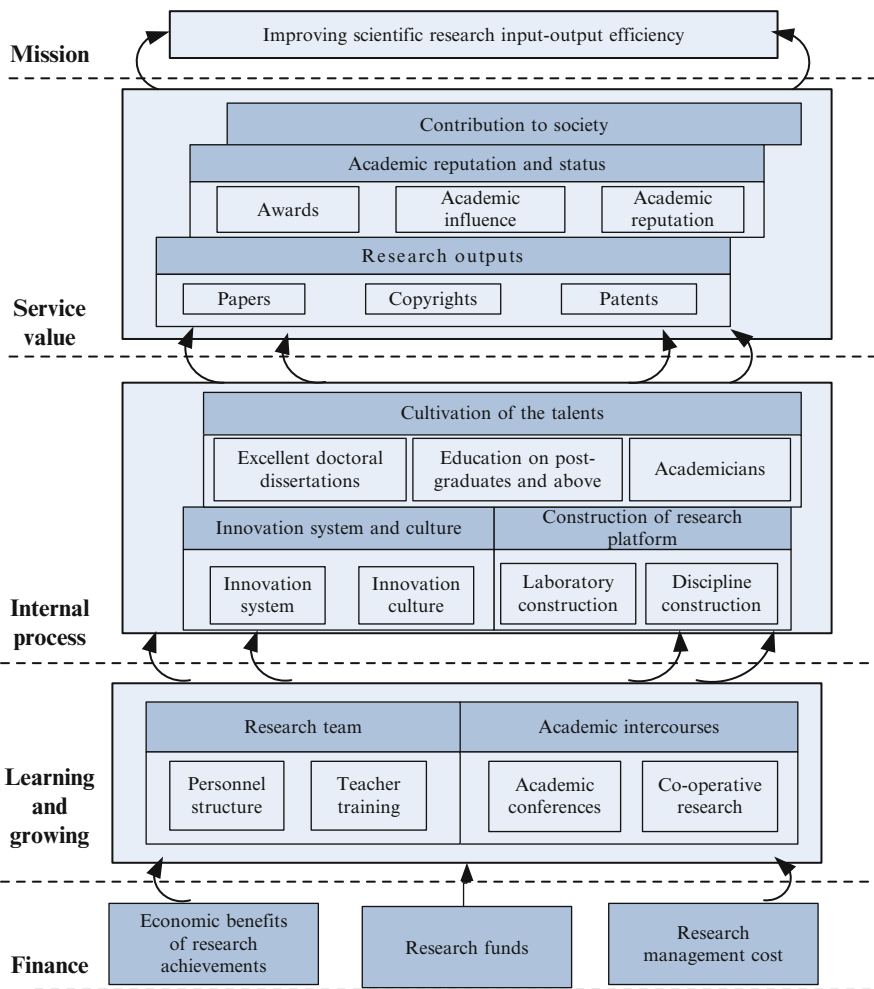 Improving scientific research input-output efficiency
Mission
Contribution to society
Academic reputation and status
Awards
Academic
influence
Academic
reputation
Research outputs
Papers
Copyrights
Patents
Service
value
Cultivation of the talents
Excellent doctoral
dissertations
Education on post-
graduates and above
Academicians
Innovation system and culture
Construction of research
platform
Innovation
system
Innovation
culture
Laboratory
construction
Discipline
construction
Internal
process
Research team
Academic intercourses
Personnel
structure
Teacher
training
Academic
conferences
Co-operative
research
Learning
and
growing
Economic benefits
of research
achievements
Research funds
Research
management cost
Finance